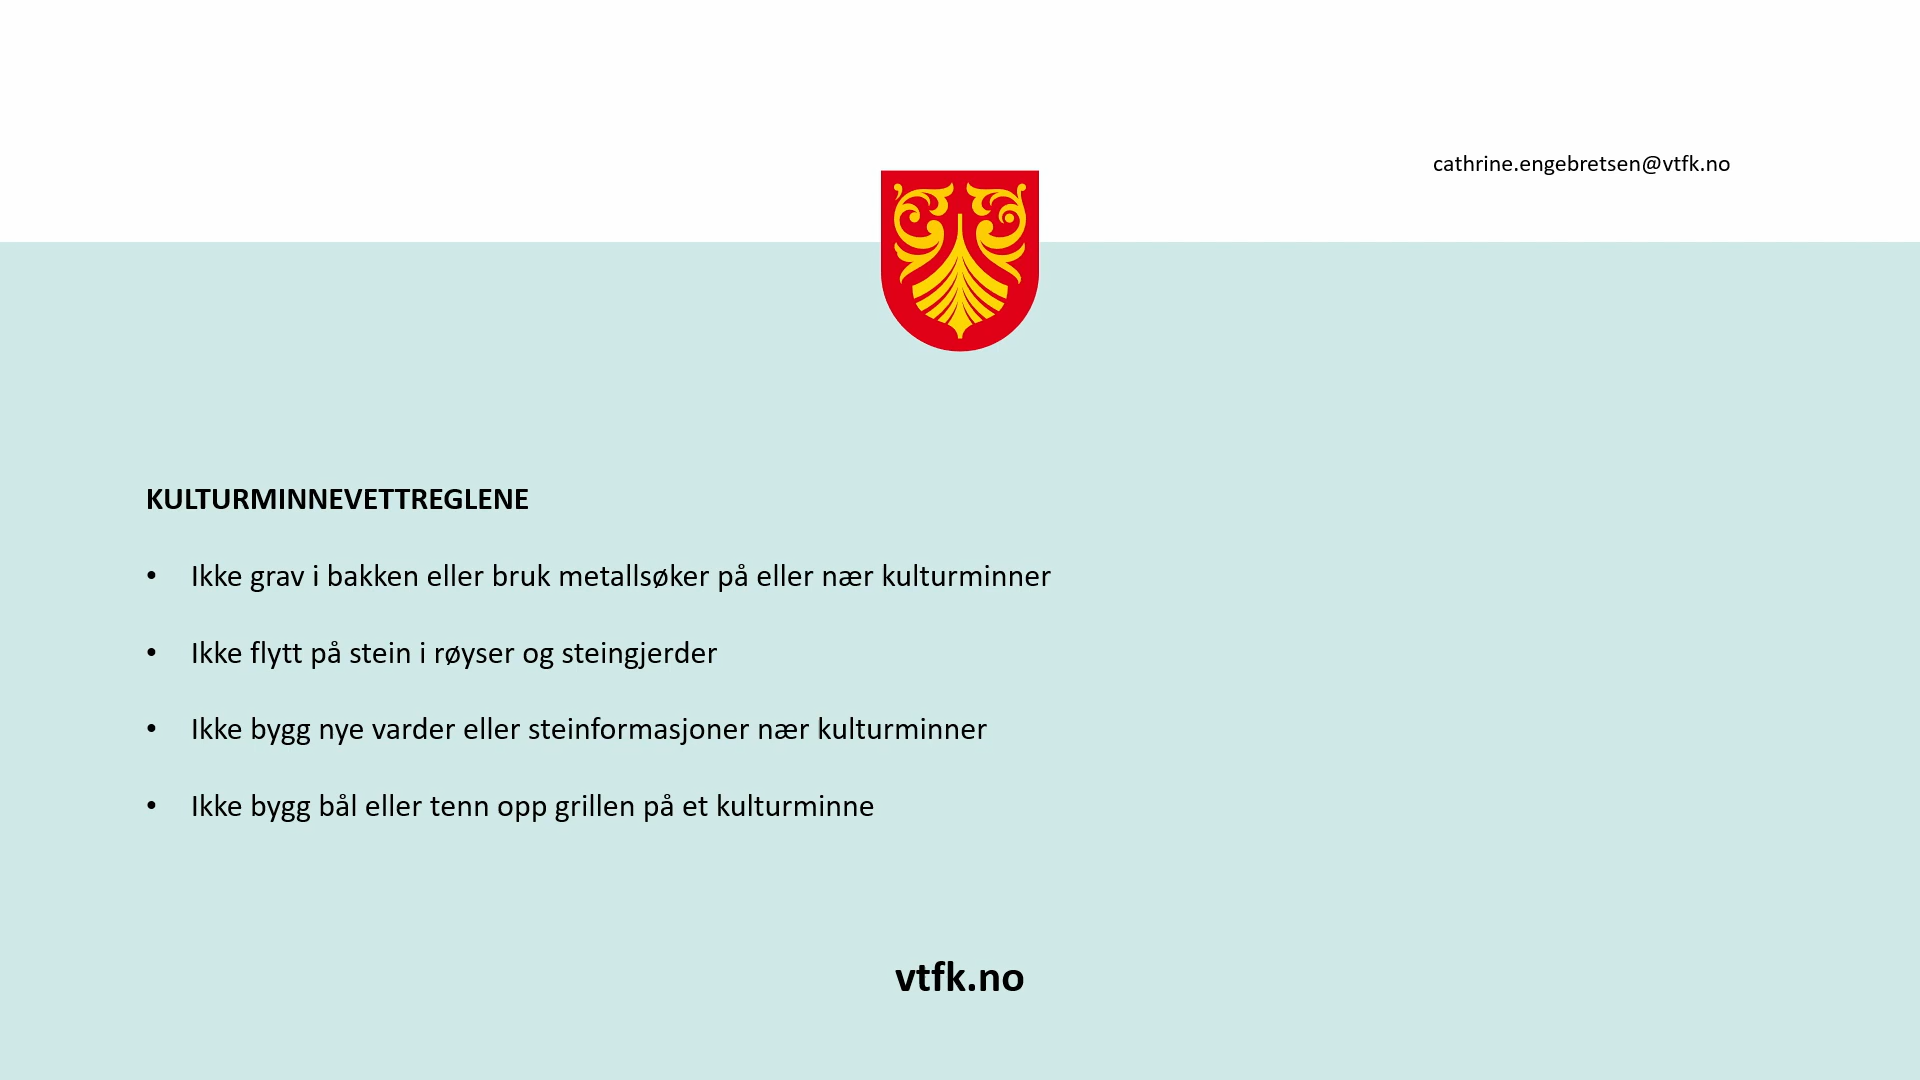 cathrine.engebretsen@vtfk.no
KULTURMINNEVETTREGLENE
• Ikke grav i bakken eller bruk metallsøker på eller nær kulturminner
• Ikke flytt på stein i røyser og steingjerder
• Ikke bygg nye varder eller steinformasjoner nær kulturminner
• Ikke bygg bål eller tenn opp grillen på et kulturminne
vtfk.no